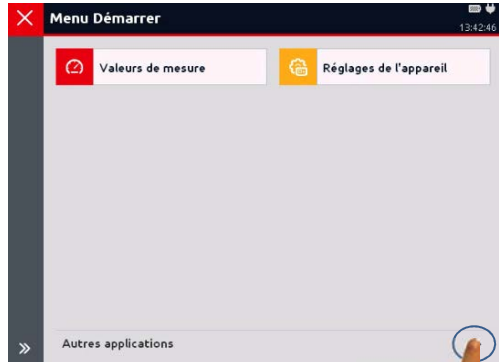 Menu Démarrer
13:42:46
Valeurs de mesure
Réglages de l'appareil
Autres applications